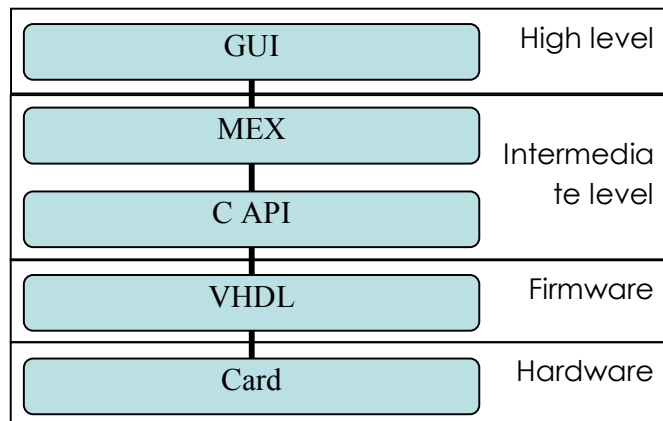 GUI
High level
MEX
Intermedia
te level
C API
VHDL
Firmware
Card
Hardware